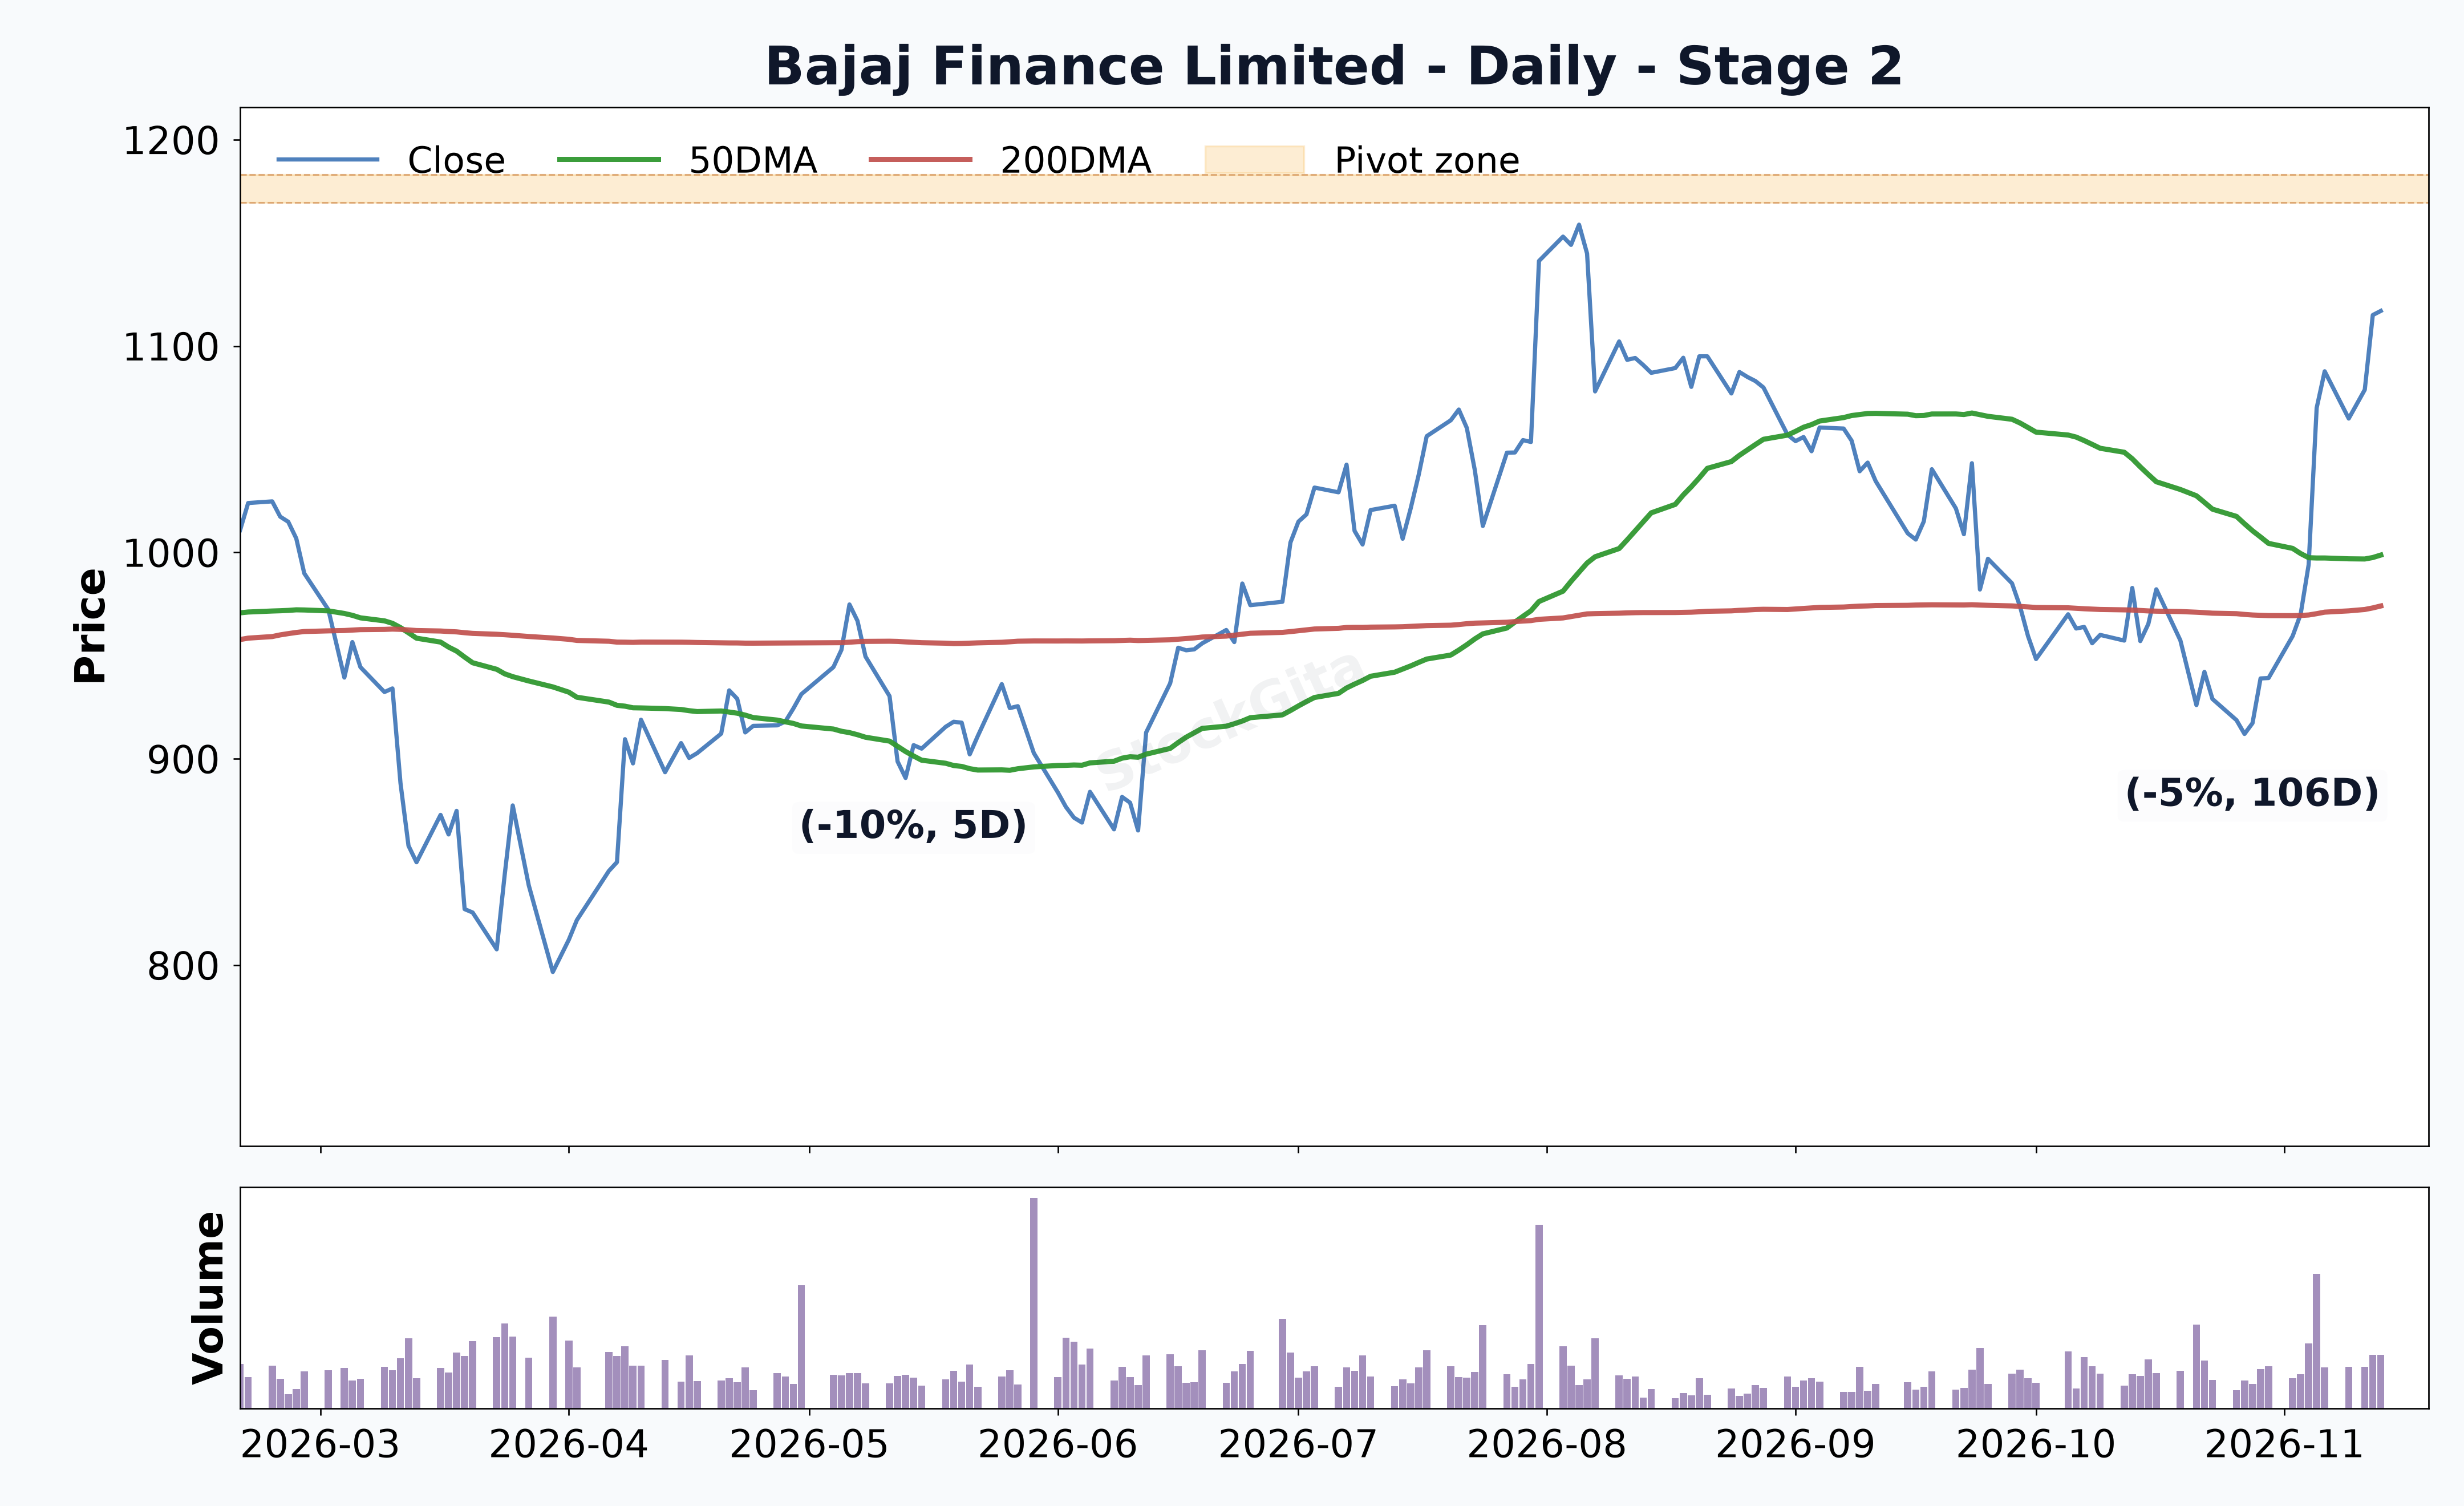 Bajaj Finance Limited - Daily - Stage 2
Close 50DMA 200DMA Pivot zone
1200
1100
1000
900
800
Price
StockGita
(-10%, 5D)
(-5%, 106D)
Volume
2026-03 2026-04 2026-05 2026-06 2026-07 2026-08 2026-09 2026-10 2026-11